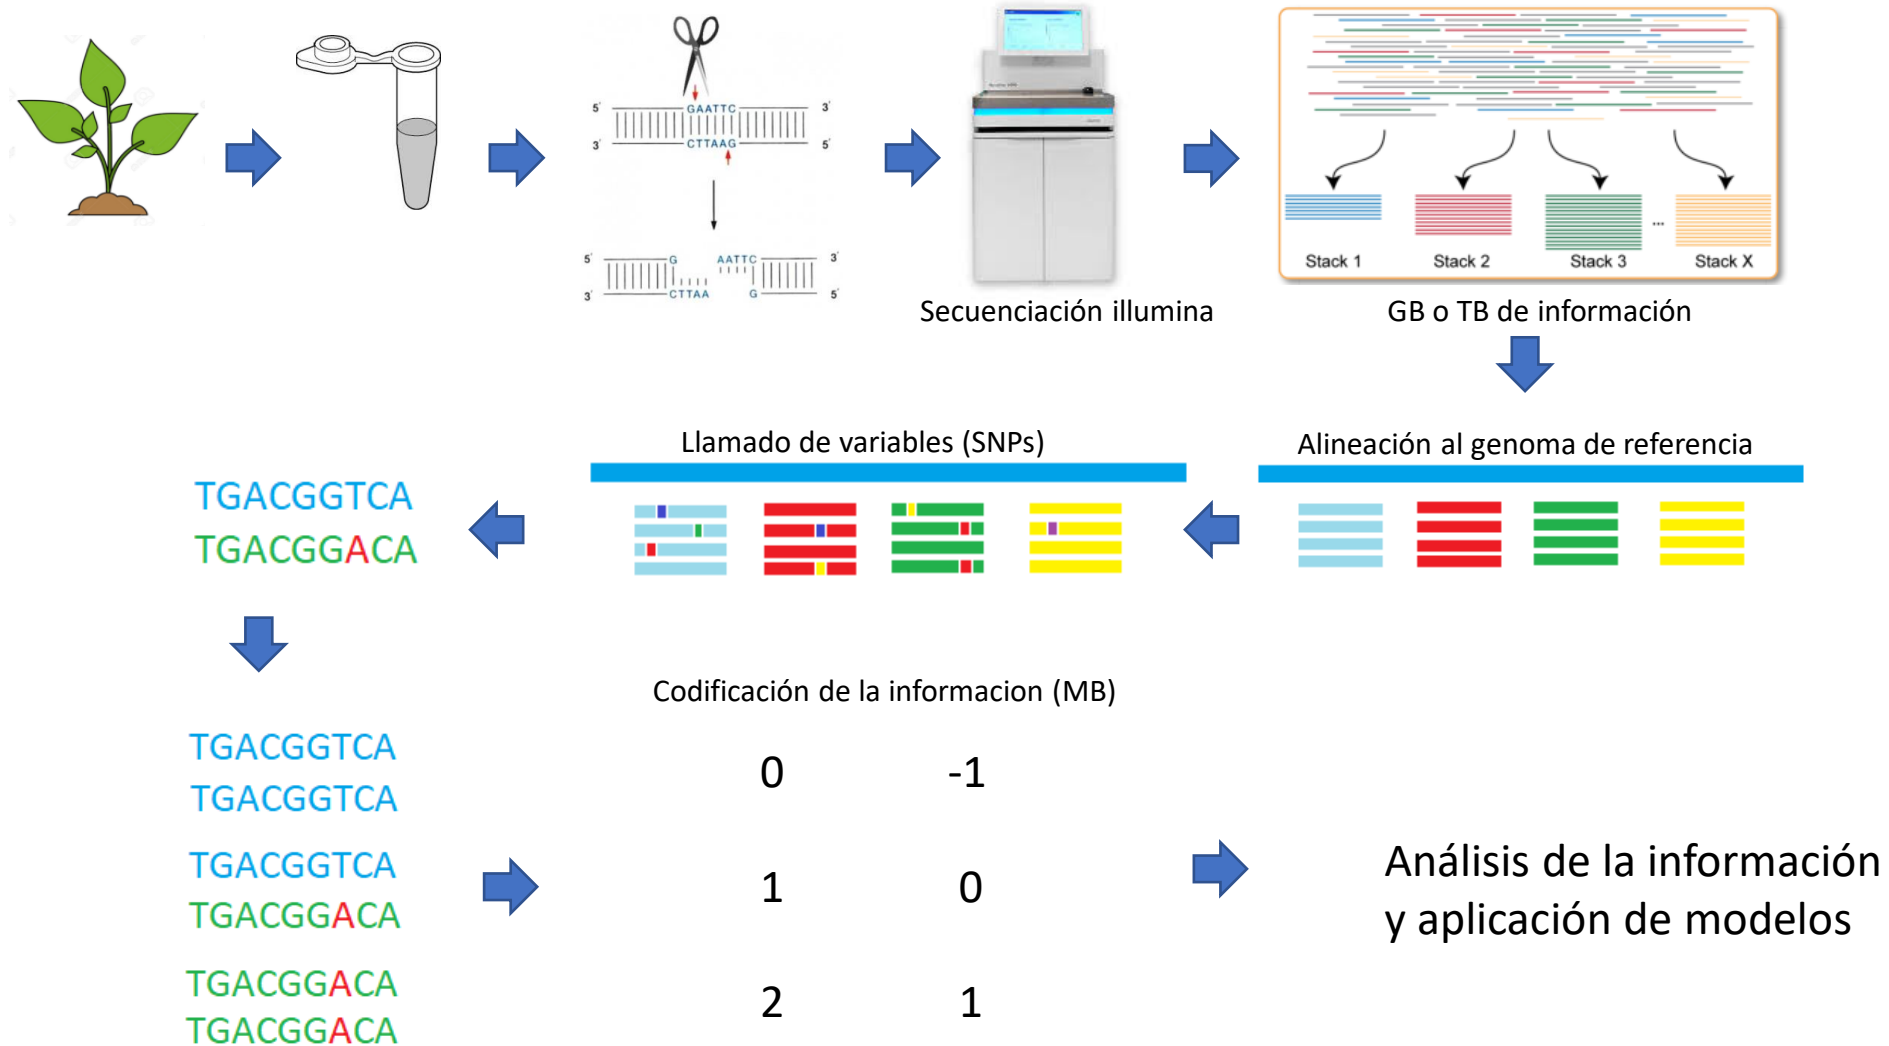 5' GAATTC 3'
3' CTTAAG 5'
5' G AATTC 3'
3' CTTAA G 5'
Secuenciación illumina
Stack 1 Stack 2 Stack 3 ... Stack X
GB o TB de información
Llamado de variables (SNPs)
Alineación al genoma de referencia
TGACGGTCA
TGACGGACA
Codificación de la informacion (MB)
TGACGGTCA
TGACGGTCA
0 -1
TGACGGTCA
TGACGGACA
1 0
TGACGGACA
TGACGGACA
2 1
Análisis de la información
y aplicación de modelos